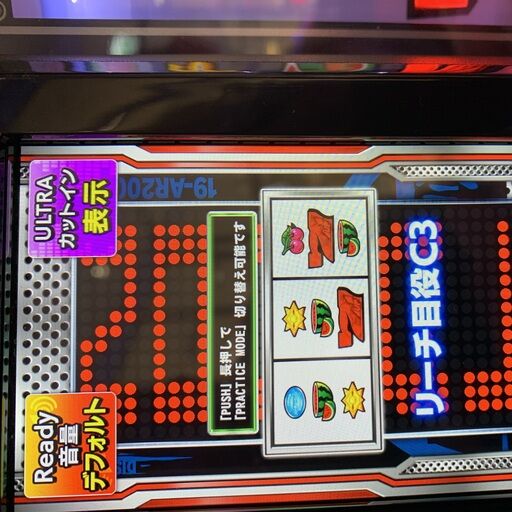 Ready
音量
デフォルト
ULTRA
カットイン
表示
19-AR200
『PUSH』長押しで
『PRACTICE MODE』切り替え可能です
リーチ目役C3